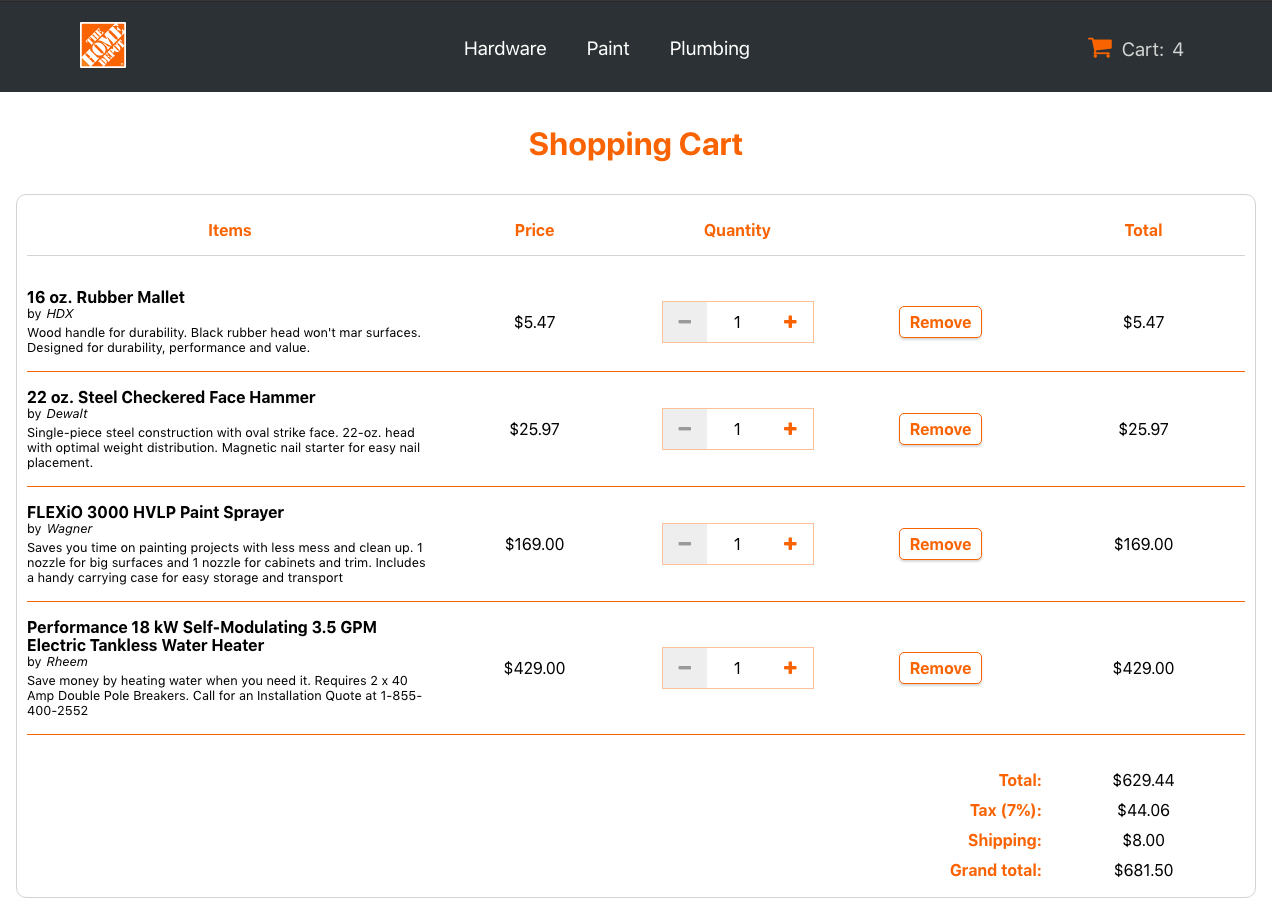 THE HOME DEPOT
Hardware Paint Plumbing Cart: 4
Shopping Cart
Items Price Quantity Total
16 oz. Rubber Mallet
by HDX
Wood handle for durability. Black rubber head won't mar surfaces.
Designed for durability, performance and value.
$5.47 1 Remove $5.47
22 oz. Steel Checkered Face Hammer
by Dewalt
Single-piece steel construction with oval strike face. 22-oz. head
with optimal weight distribution. Magnetic nail starter for easy nail
placement.
$25.97 1 Remove $25.97
FLEXiO 3000 HVLP Paint Sprayer
by Wagner
Saves you time on painting projects with less mess and clean up. 1
nozzle for big surfaces and 1 nozzle for cabinets and trim. Includes
a handy carrying case for easy storage and transport
$169.00 1 Remove $169.00
Performance 18 kW Self-Modulating 3.5 GPM
Electric Tankless Water Heater
by Rheem
Save money by heating water when you need it. Requires 2 x 40
Amp Double Pole Breakers. Call for an Installation Quote at 1-855-
400-2552
$429.00 1 Remove $429.00
Total: $629.44
Tax (7%): $44.06
Shipping: $8.00
Grand total: $681.50